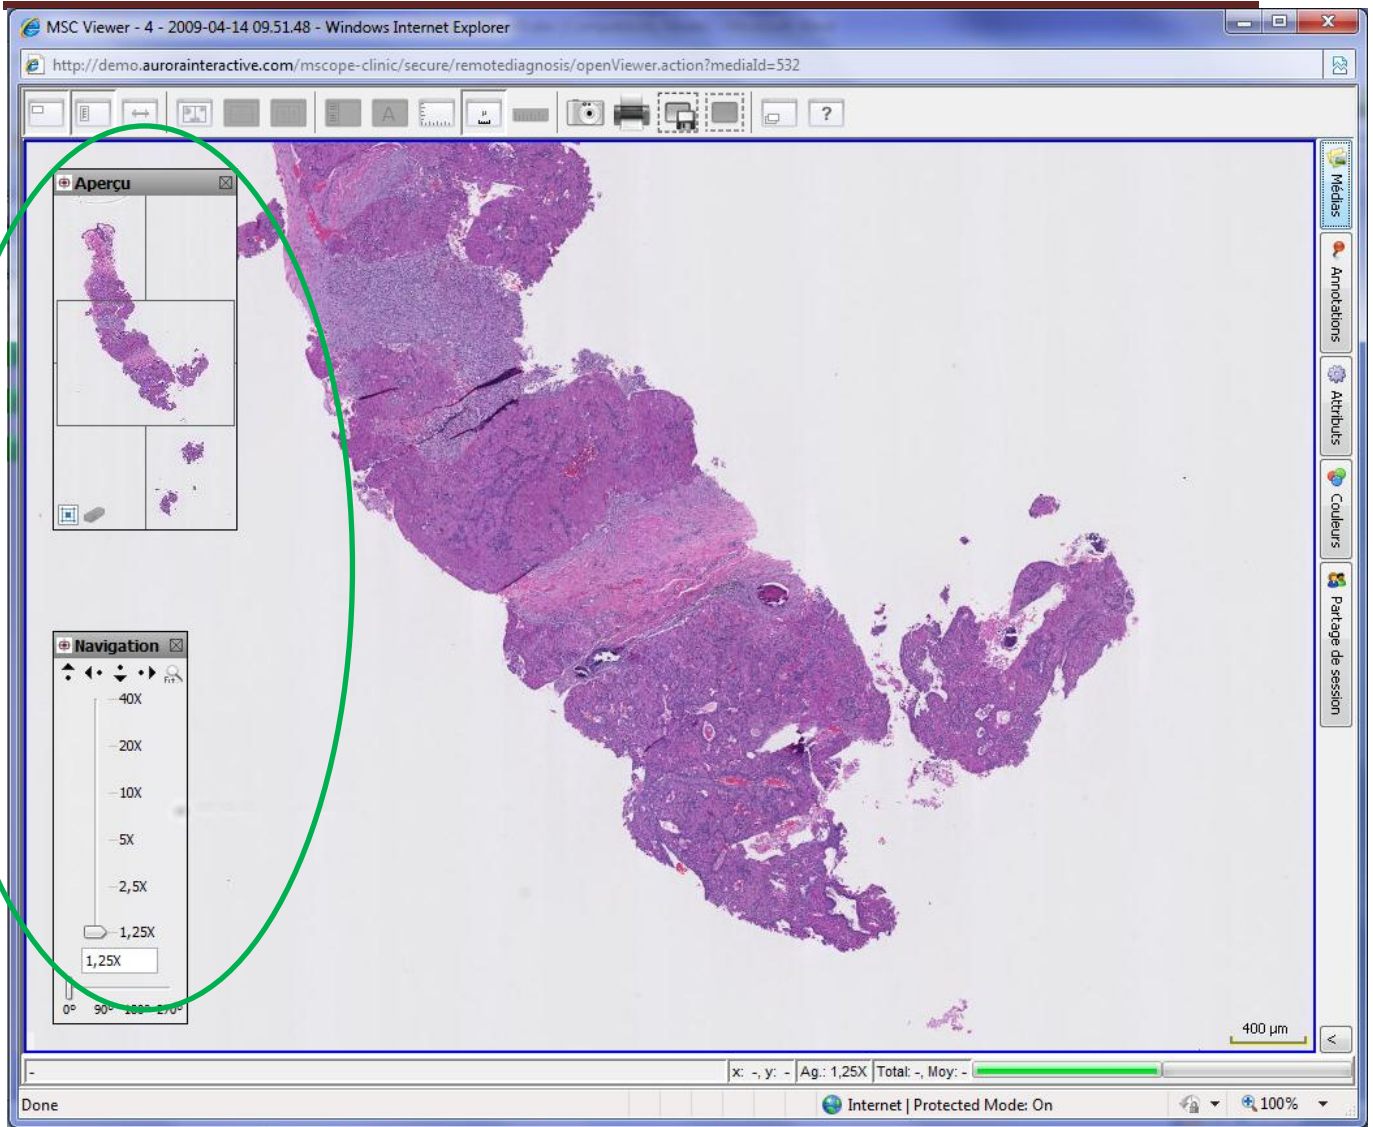 MSC Viewer - 4 - 2009-04-14 09.51.48 - Windows Internet Explorer
http://demo.aurorainteractive.com/mscope-clinic/secure/remotediagnosis/openViewer.action?mediaId=532
A
µ
?
Aperçu
Médias
Annotations
Attributs
Couleurs
Partage de session
Navigation
Fit
40X
20X
10X
5X
2,5X
1,25X
1,25X
0° 90° 180° 270°
400 µm
<
-
x: -, y: - Ag.: 1,25X Total: -, Moy: -
Done
Internet | Protected Mode: On
100%